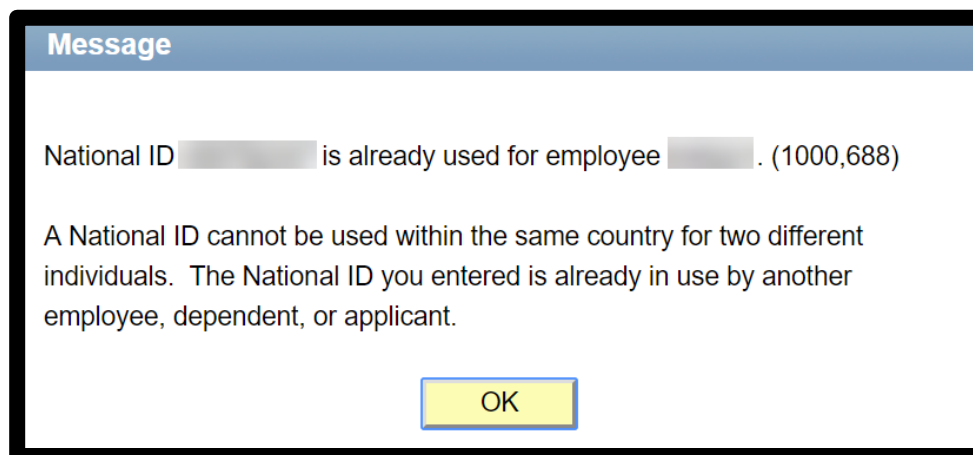 Message
National ID is already used for employee . (1000,688)
A National ID cannot be used within the same country for two different
individuals.  The National ID you entered is already in use by another
employee, dependent, or applicant.
OK